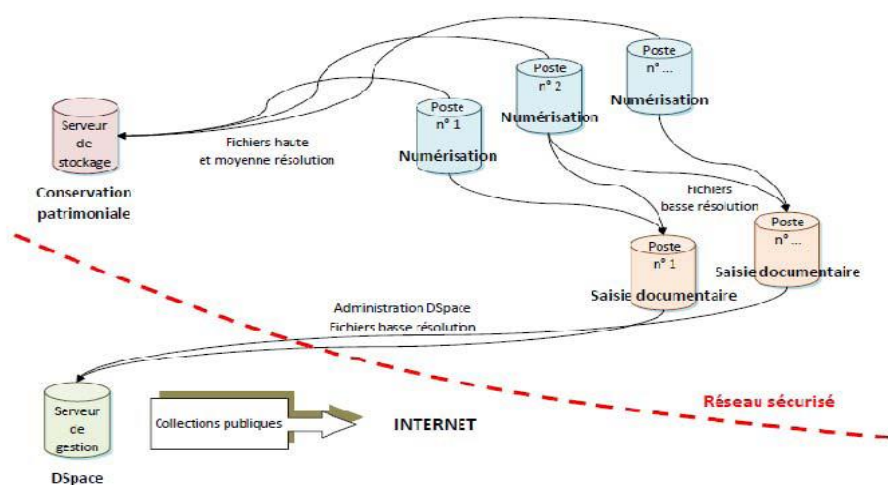 Poste
n° ...
Numérisation
Poste
n° 2
Numérisation
Poste
n° 1
Numérisation
Serveur
de
stockage
Conservation
patrimoniale
Fichiers haute
et moyenne résolution
Fichiers
basse résolution
Poste
n° ...
Saisie documentaire
Poste
n° 1
Saisie documentaire
Administration DSpace
Fichiers basse résolution
Réseau sécurisé
Serveur
de
gestion
DSpace
Collections publiques
INTERNET